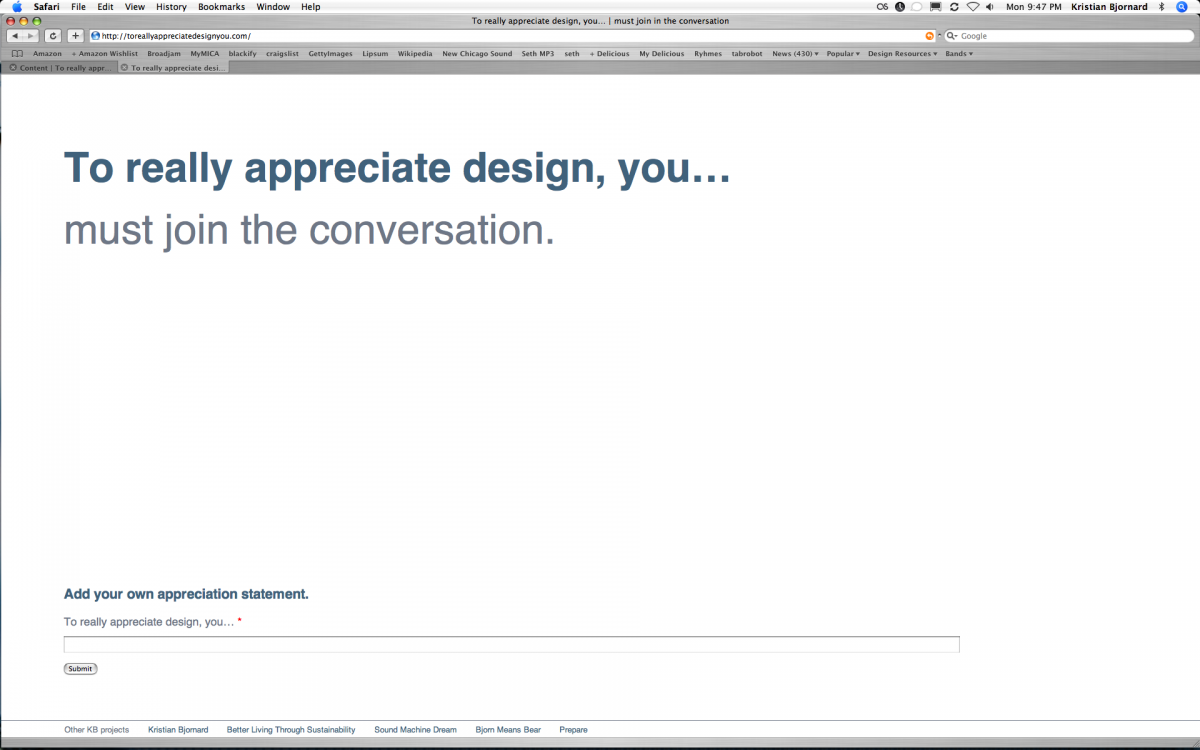 Safari File Edit View History Bookmarks Window Help Mon 9:47 PM Kristian Bjornard
To really appreciate design, you... | must join in the conversation
http://toreallyappreciatedesignyou.com/ Google
Amazon + Amazon Wishlist Broadjam MyMICA blackify craigslist GettyImages Lipsum Wikipedia New Chicago Sound Seth MP3 seth + Delicious My Delicious Ryhmes tabrobot News (430) Popular Design Resources Bands
Content | To really appr... To really appreciate desi...
To really appreciate design, you...
must join the conversation.
Add your own appreciation statement.
To really appreciate design, you... *
Submit
Other KB projects Kristian Bjornard Better Living Through Sustainability Sound Machine Dream Bjorn Means Bear Prepare